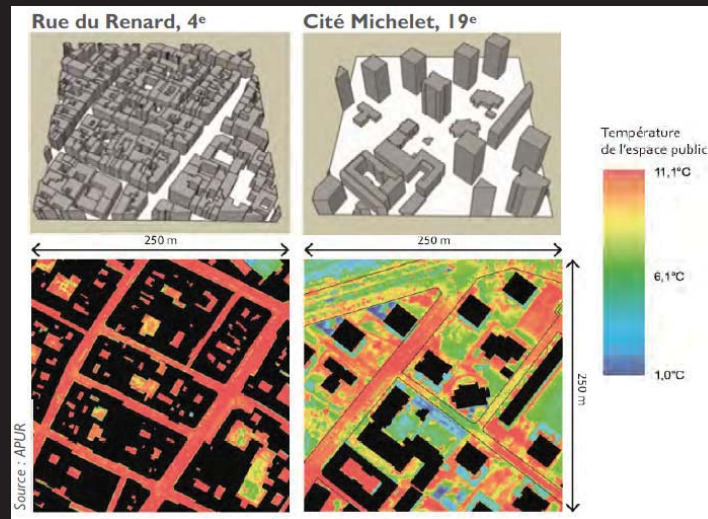 Rue du Renard, 4e
Cité Michelet, 19e
Température
de l'espace public
11,1°C
6,1°C
1,0°C
250 m
250 m
250 m
Source : APUR